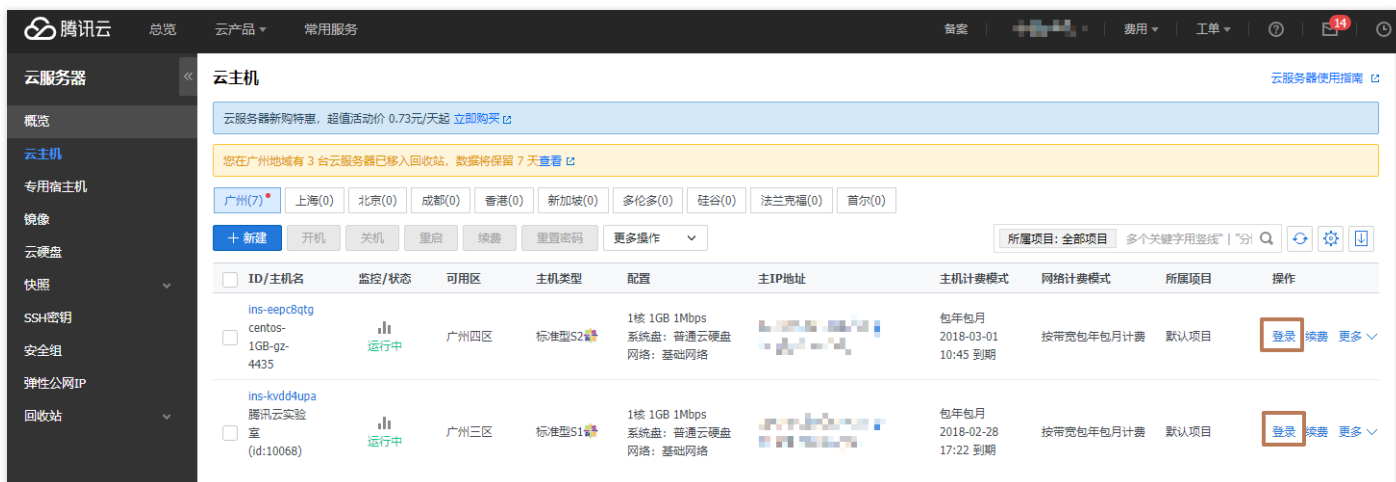 腾讯云 总览 云产品 常用服务 备案 费用 工单 14
云服务器 云主机 云服务器使用指南
概览
云主机
专用宿主机
镜像
云硬盘
快照
SSH密钥
安全组
弹性公网IP
回收站
云服务器新购特惠，超值活动价 0.73元/天起 立即购买
您在广州地域有 3 台云服务器已移入回收站，数据将保留 7 天查看
广州(7) 上海(0) 北京(0) 成都(0) 香港(0) 新加坡(0) 多伦多(0) 硅谷(0) 法兰克福(0) 首尔(0)
+ 新建 开机 关机 重启 续费 重置密码 更多操作 所属项目: 全部项目 多个关键字用竖线"|"分
ID/主机名 监控/状态 可用区 主机类型 配置 主IP地址 主机计费模式 网络计费模式 所属项目 操作
ins-eepc8qtg
centos-
1GB-gz-
4435
运行中
广州四区
标准型S2
1核 1GB 1Mbps
系统盘：普通云硬盘
网络：基础网络
包年包月
2018-03-01
10:45 到期
按带宽包年包月计费
默认项目
登录 续费 更多
ins-kvdd4upa
腾讯云实验
室
(id:10068)
运行中
广州三区
标准型S1
1核 1GB 1Mbps
系统盘：普通云硬盘
网络：基础网络
包年包月
2018-02-28
17:22 到期
按带宽包年包月计费
默认项目
登录 续费 更多